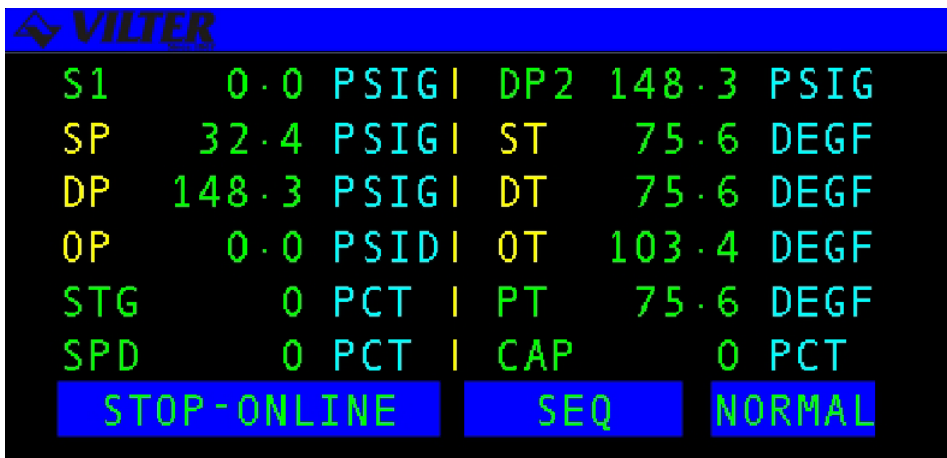 VILTER
S1 0.0 PSIG | DP2 148.3 PSIG
SP 32.4 PSIG | ST 75.6 DEGF
DP 148.3 PSIG | DT 75.6 DEGF
OP 0.0 PSID | OT 103.4 DEGF
STG 0 PCT | PT 75.6 DEGF
SPD 0 PCT | CAP 0 PCT
STOP-ONLINE SEQ NORMAL